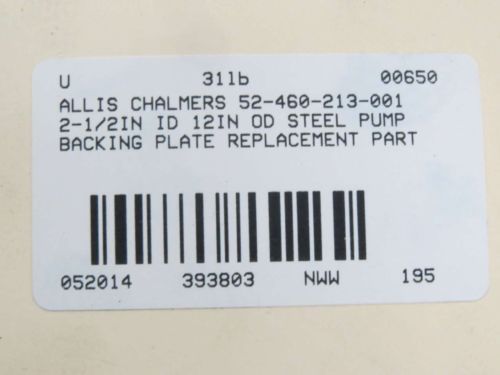 U 31lb 00650
ALLIS CHALMERS 52-460-213-001
2-1/2IN ID 12IN OD STEEL PUMP
BACKING PLATE REPLACEMENT PART
052014 393803 NWW 195